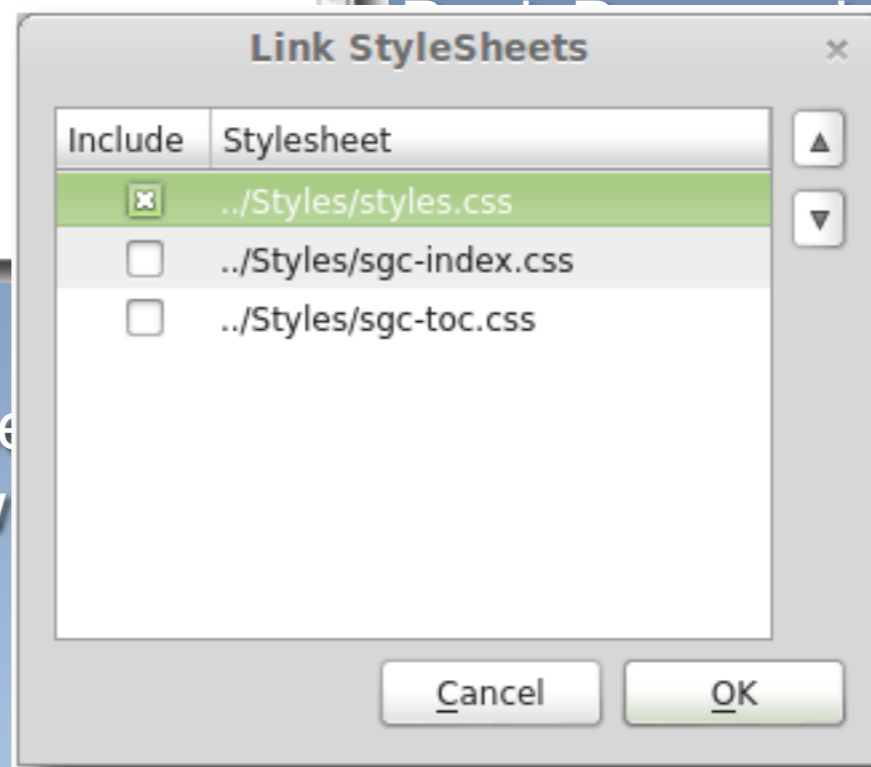 Link StyleSheets
Include Stylesheet
../Styles/styles.css
../Styles/sgc-index.css
../Styles/sgc-toc.css
Cancel OK